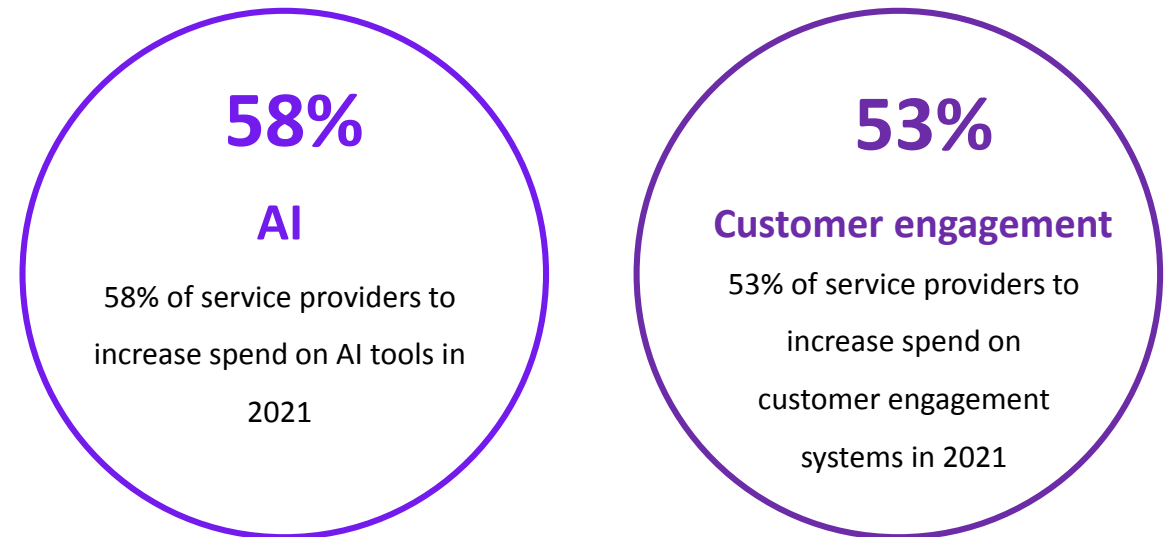 58%
AI
58% of service providers to
increase spend on AI tools in
2021
53%
Customer engagement
53% of service providers to
increase spend on
customer engagement
systems in 2021